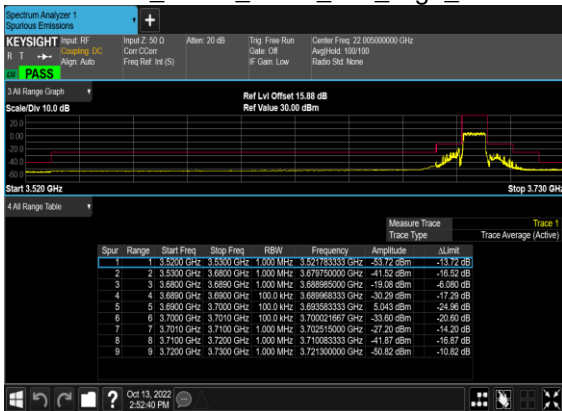 Spectrum Analyzer 1
Spurious Emissions
KEYSIGHT Input: RF Input Z: 50 Ω Atten: 20 dB Trig: Free Run Center Freq: 22.005000000 GHz
R T Coupling: DC Corr CCorr Gate: Off Avg|Hold: 100/100
Align: Auto Freq Ref: Int (S) IF Gain: Low Radio Std: None
PASS
3 All Range Graph
Ref Lvl Offset 15.88 dB
Scale/Div 10.0 dB Ref Value 30.00 dBm
20.0
0.00
-20.0
-40.0
-60.0
Start 3.520 GHz Stop 3.730 GHz
4 All Range Table
Measure Trace Trace 1
Trace Type Trace Average (Active)
Spur Range Start Freq Stop Freq RBW Frequency Amplitude ΔLimit
1 1 3.5200 GHz 3.5300 GHz 1.000 MHz 3.521783333 GHz -53.72 dBm -13.72 dB
2 2 3.5300 GHz 3.6800 GHz 1.000 MHz 3.679750000 GHz -41.52 dBm -16.52 dB
3 3 3.6800 GHz 3.6890 GHz 1.000 MHz 3.688985000 GHz -19.08 dBm -6.080 dB
4 4 3.6890 GHz 3.6900 GHz 100.0 kHz 3.689968333 GHz -30.29 dBm -17.29 dB
5 5 3.6900 GHz 3.7000 GHz 100.0 kHz 3.693583333 GHz 5.043 dBm -24.96 dB
6 6 3.7000 GHz 3.7010 GHz 100.0 kHz 3.700021667 GHz -33.60 dBm -20.60 dB
7 7 3.7010 GHz 3.7100 GHz 1.000 MHz 3.702515000 GHz -27.20 dBm -14.20 dB
8 8 3.7100 GHz 3.7200 GHz 1.000 MHz 3.710083333 GHz -41.87 dBm -16.87 dB
9 9 3.7200 GHz 3.7300 GHz 1.000 MHz 3.721300000 GHz -50.82 dBm -10.82 dB
Oct 13, 2022
2:52:40 PM